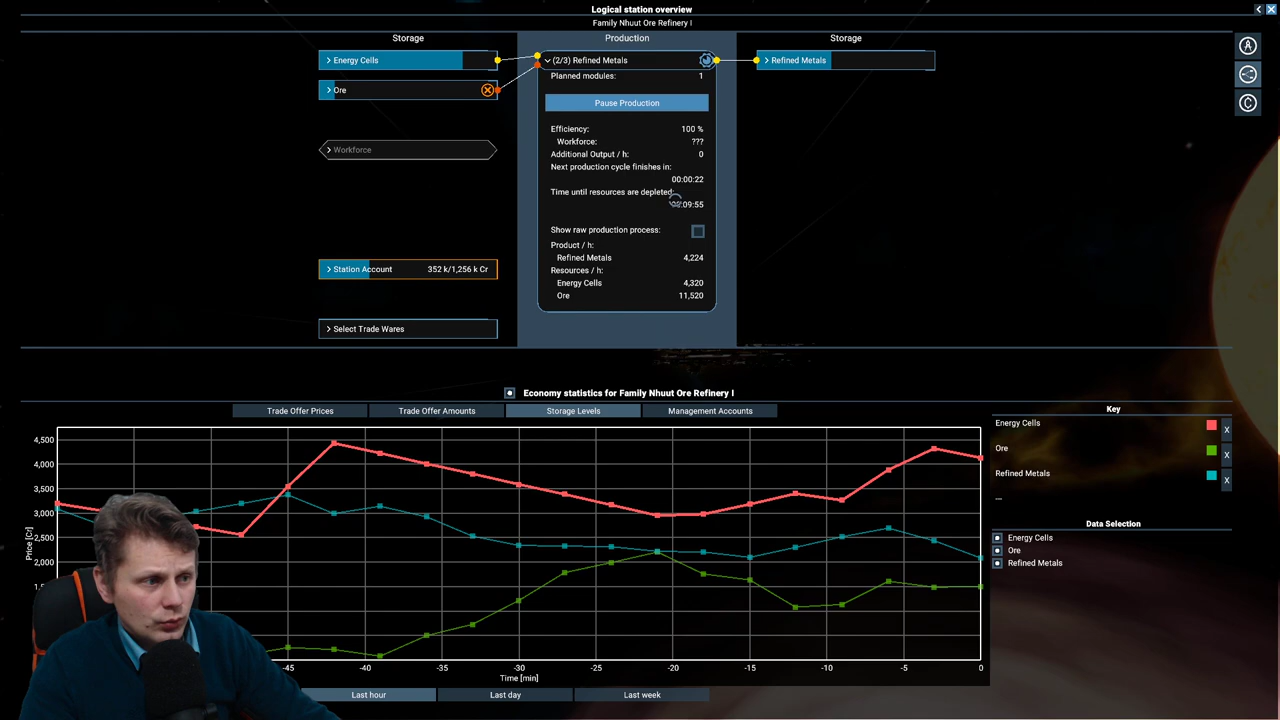 Logical station overview
Family Nhuut Ore Refinery I
Storage
Production
Storage
Energy Cells
(2/3) Refined Metals
Refined Metals
Planned modules: 1
Ore
Pause Production
Efficiency: 100 %
Workforce: ???
Workforce
Additional Output / h: 0
Next production cycle finishes in:
00:00:22
Time until resources are depleted:
00:09:55
Show raw production process:
Product / h:
Refined Metals 4,224
Station Account 352 k/1,256 k Cr
Resources / h:
Energy Cells 4,320
Ore 11,520
Select Trade Wares
Economy statistics for Family Nhuut Ore Refinery I
Trade Offer Prices
Trade Offer Amounts
Storage Levels
Management Accounts
Key
Energy Cells X
Ore X
Refined Metals X
---
Data Selection
Energy Cells
Ore
Refined Metals
4,500
4,000
3,500
3,000
2,500
2,000
Price [Cr]
-45 -40 -35 -30 -25 -20 -15 -10 -5 0
Time [min]
Last hour
Last day
Last week